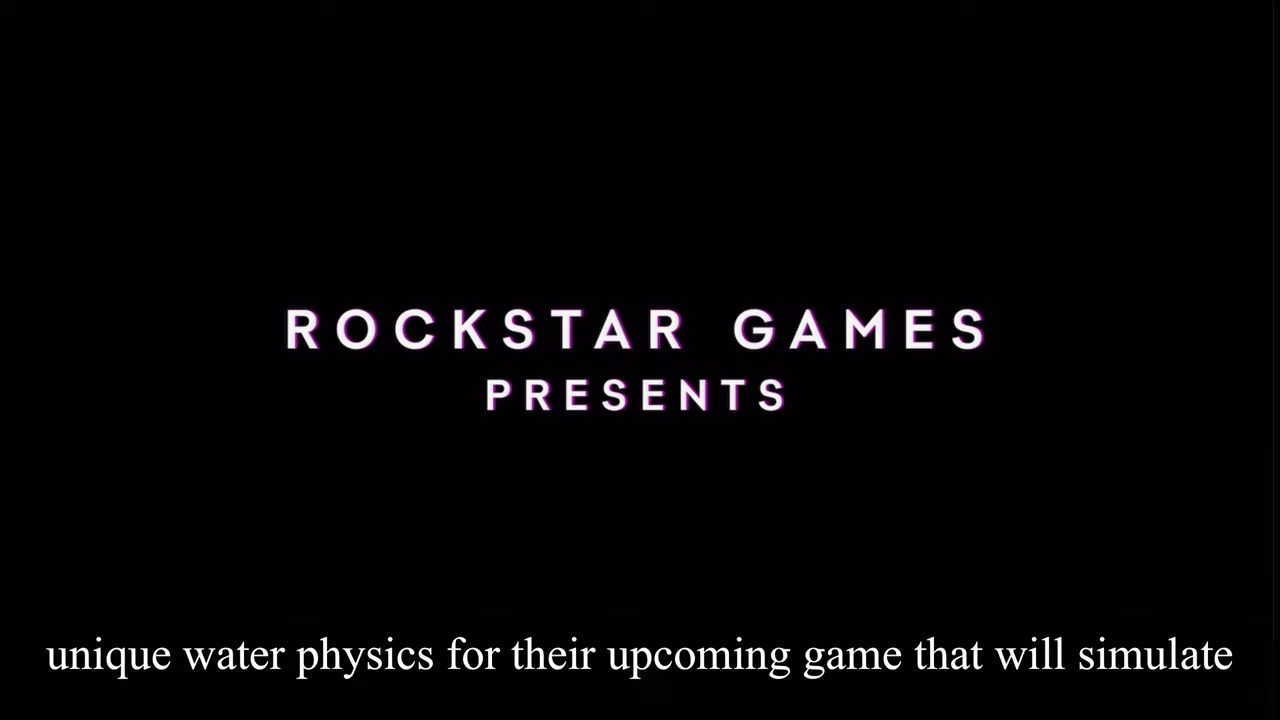 ROCKSTAR GAMES
PRESENTS
unique water physics for their upcoming game that will simulate